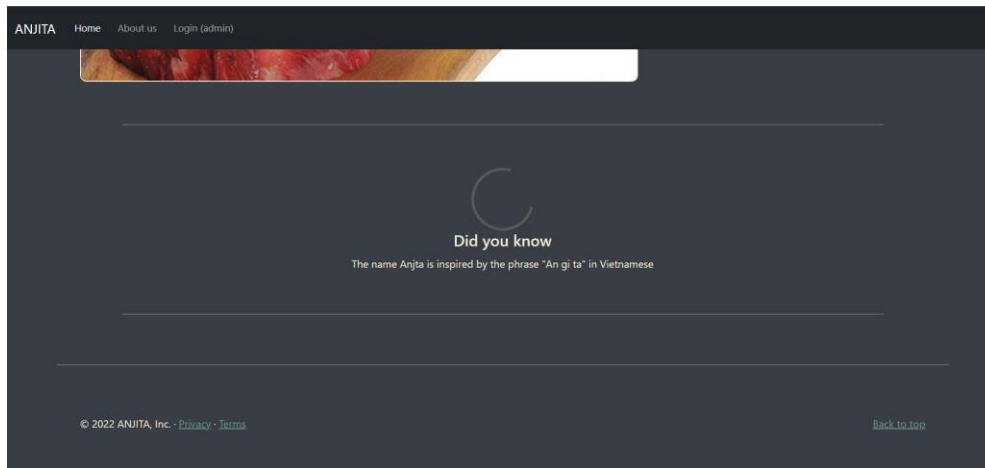 ANJITA Home About us Login (admin)
Did you know
The name Anjta is inspired by the phrase "An gi ta" in Vietnamese
© 2022 ANJITA, Inc. · Privacy · Terms
Back to top